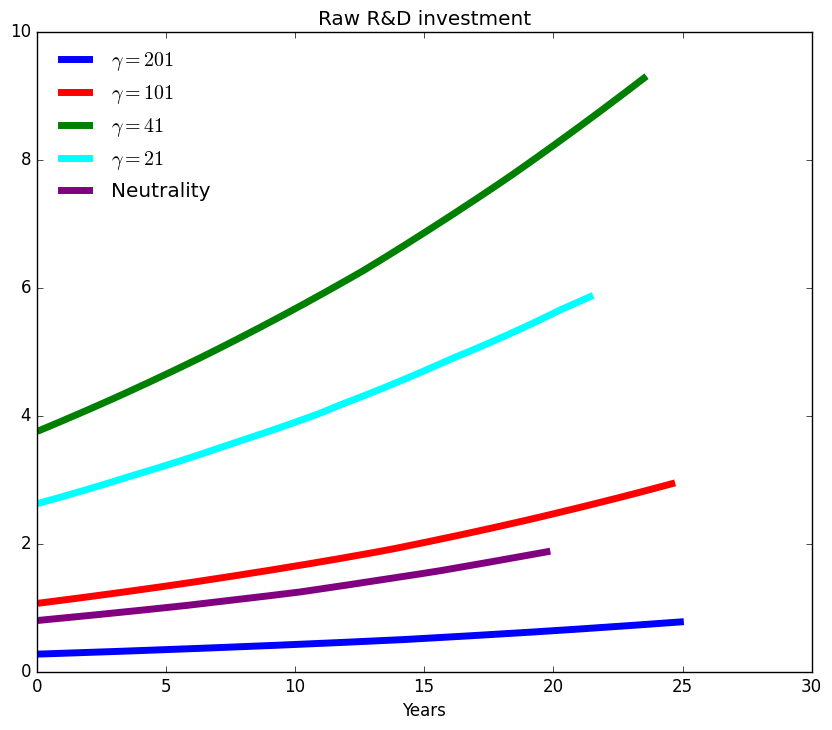 Raw R&D investment
10
8
6
4
2
0
γ = 201
γ = 101
γ = 41
γ = 21
Neutrality
0 5 10 15 20 25 30
Years